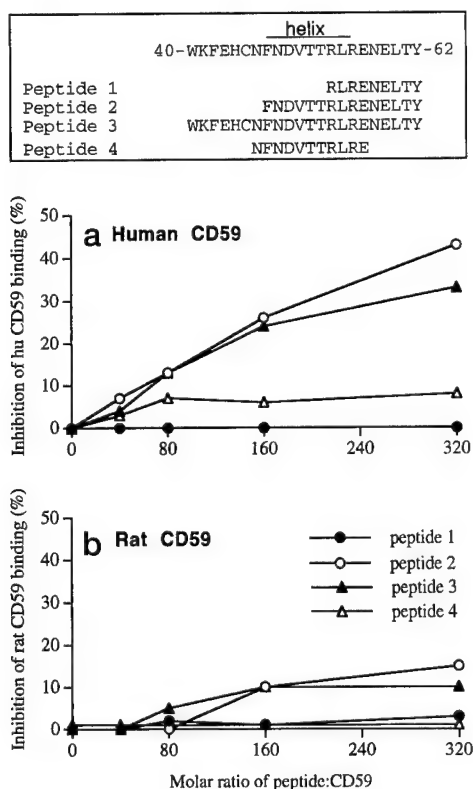 helix
40-WKFEHCNFNDVTTRLRENELTY-62
Peptide 1 RLRENELTY
Peptide 2 FNDVTTRLRENELTY
Peptide 3 WKFEHCNFNDVTTRLRENELTY
Peptide 4 NFNDVTTRLRE
a Human CD59
Inhibition of hu CD59 binding (%)
50
40
30
20
10
0
0 80 160 240 320
b Rat CD59
Inhibition of rat CD59 binding (%)
50
40
30
20
10
0
peptide 1
peptide 2
peptide 3
peptide 4
0 80 160 240 320
Molar ratio of peptide:CD59